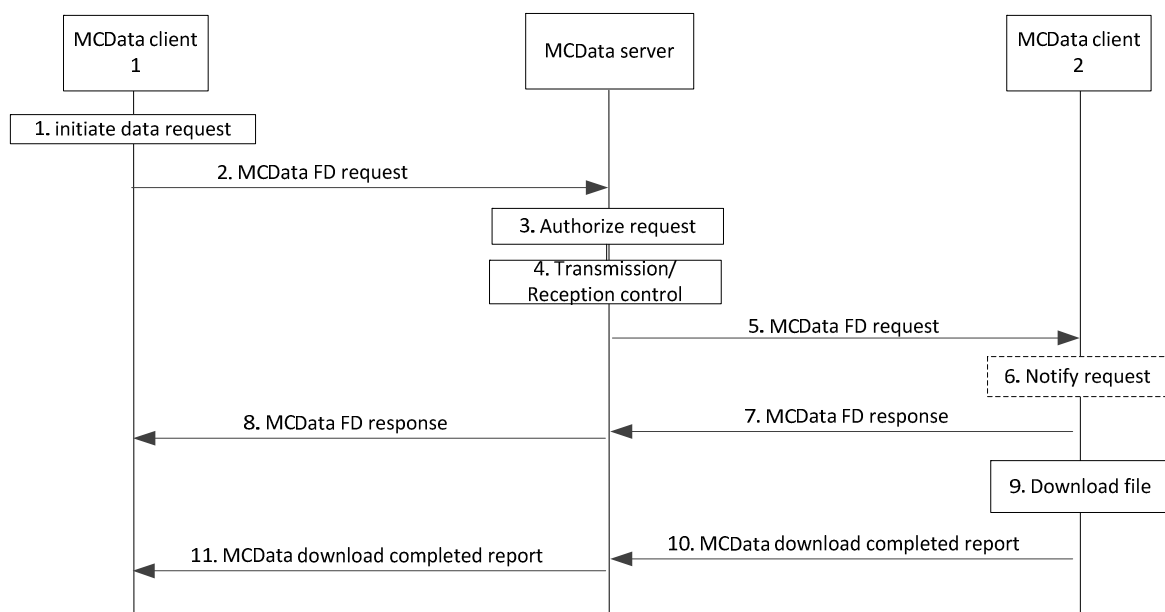 MCData client
1
MCData server
MCData client
2
1. initiate data request
2. MCData FD request
3. Authorize request
4. Transmission/
Reception control
5. MCData FD request
6. Notify request
7. MCData FD response
8. MCData FD response
9. Download file
10. MCData download completed report
11. MCData download completed report